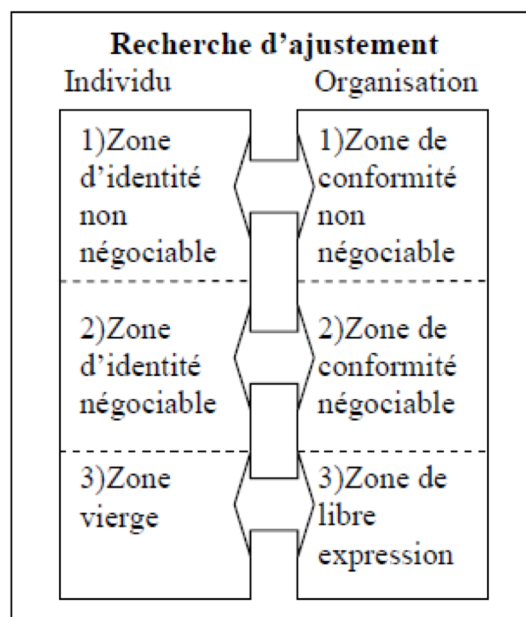 Recherche d'ajustement
Individu
Organisation
1)Zone
d'identité
non
négociable
1)Zone de
conformité
non
négociable
2)Zone
d'identité
négociable
2)Zone de
conformité
négociable
3)Zone
vierge
3)Zone de
libre
expression